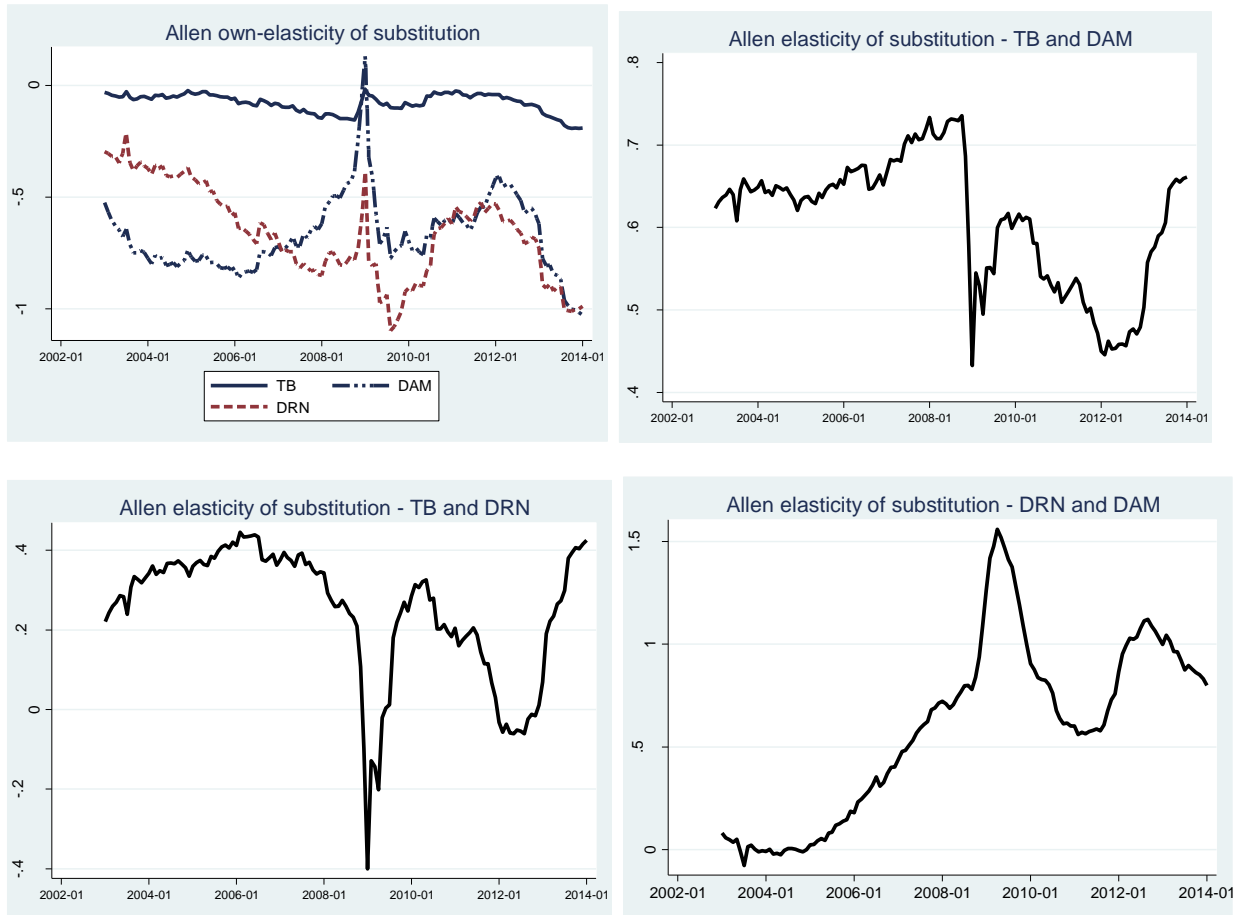 Allen own-elasticity of substitution
0
-.5
-1
2002-01 2004-01 2006-01 2008-01 2010-01 2012-01 2014-01
TB DAM
DRN
Allen elasticity of substitution - TB and DAM
.8
.7
.6
.5
.4
2002-01 2004-01 2006-01 2008-01 2010-01 2012-01 2014-01
Allen elasticity of substitution - TB and DRN
.4
.2
0
-.2
-.4
2002-01 2004-01 2006-01 2008-01 2010-01 2012-01 2014-01
Allen elasticity of substitution - DRN and DAM
1.5
1
.5
0
2002-01 2004-01 2006-01 2008-01 2010-01 2012-01 2014-01